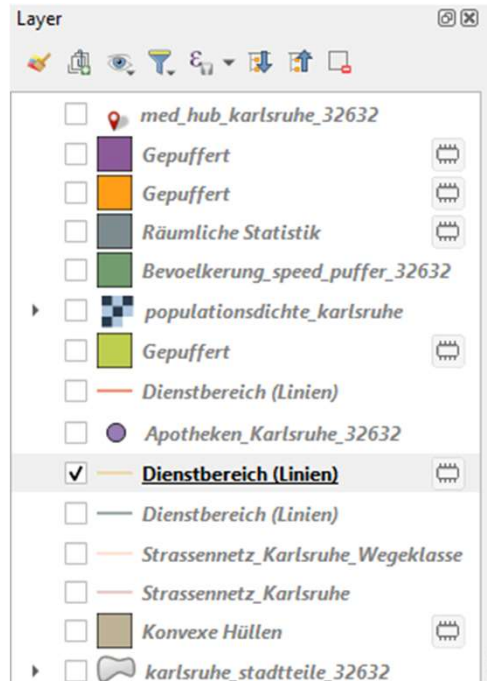 Layer
med_hub_karlsruhe_32632
Gepuffert
Gepuffert
Räumliche Statistik
Bevoelkerung_speed_puffer_32632
populationsdichte_karlsruhe
Gepuffert
Dienstbereich (Linien)
Apotheken_Karlsruhe_32632
Dienstbereich (Linien)
Dienstbereich (Linien)
Strassennetz_Karlsruhe_Wegeklasse
Strassennetz_Karlsruhe
Konvexe Hüllen
karlsruhe_stadtteile_32632